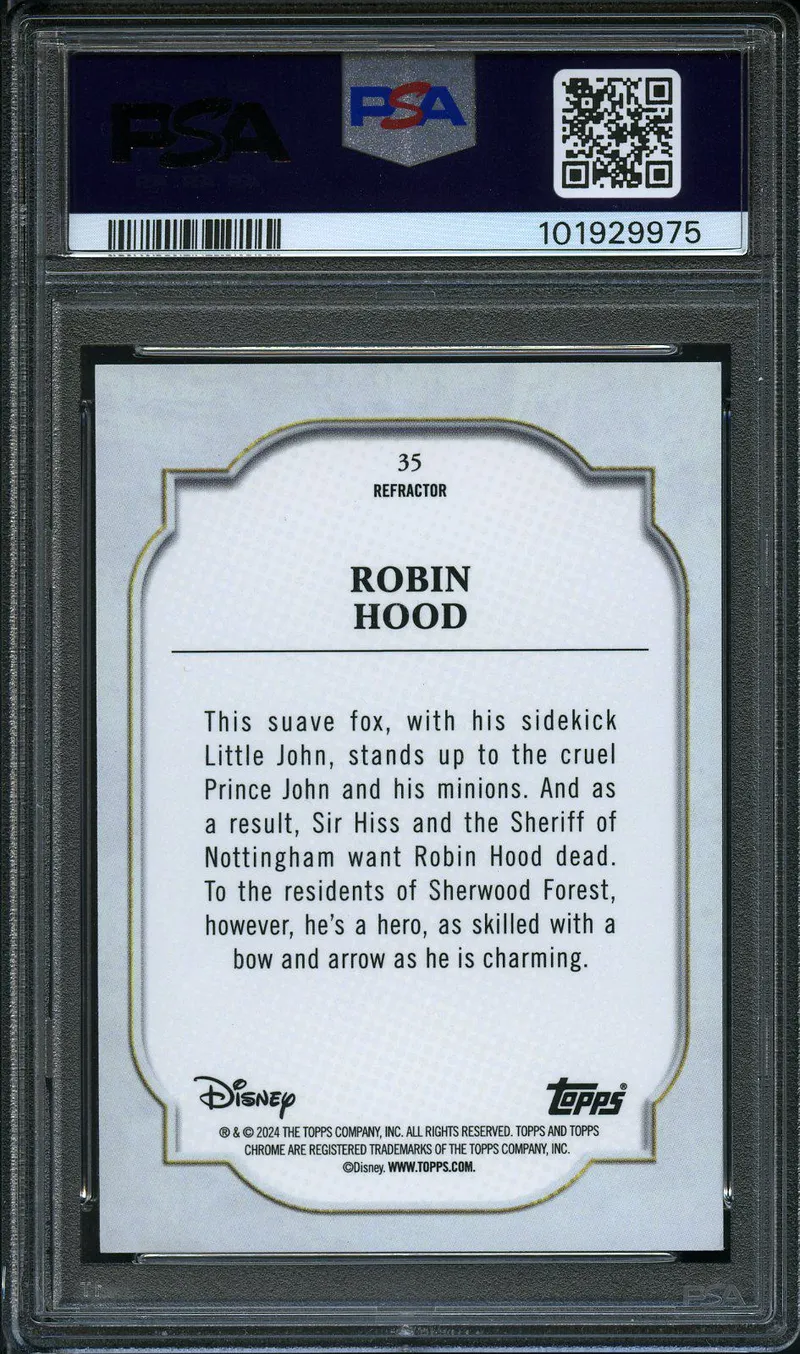 PSA
PSA
101929975
35
REFRACTOR
ROBIN
HOOD
This suave fox, with his sidekick
Little John, stands up to the cruel
Prince John and his minions. And as
a result, Sir Hiss and the Sheriff of
Nottingham want Robin Hood dead.
To the residents of Sherwood Forest,
however, he's a hero, as skilled with a
bow and arrow as he is charming.
Disney
TOPPS®
® & © 2024 THE TOPPS COMPANY, INC. ALL RIGHTS RESERVED. TOPPS AND TOPPS
CHROME ARE REGISTERED TRADEMARKS OF THE TOPPS COMPANY, INC.
©Disney. WWW.TOPPS.COM.
PSA